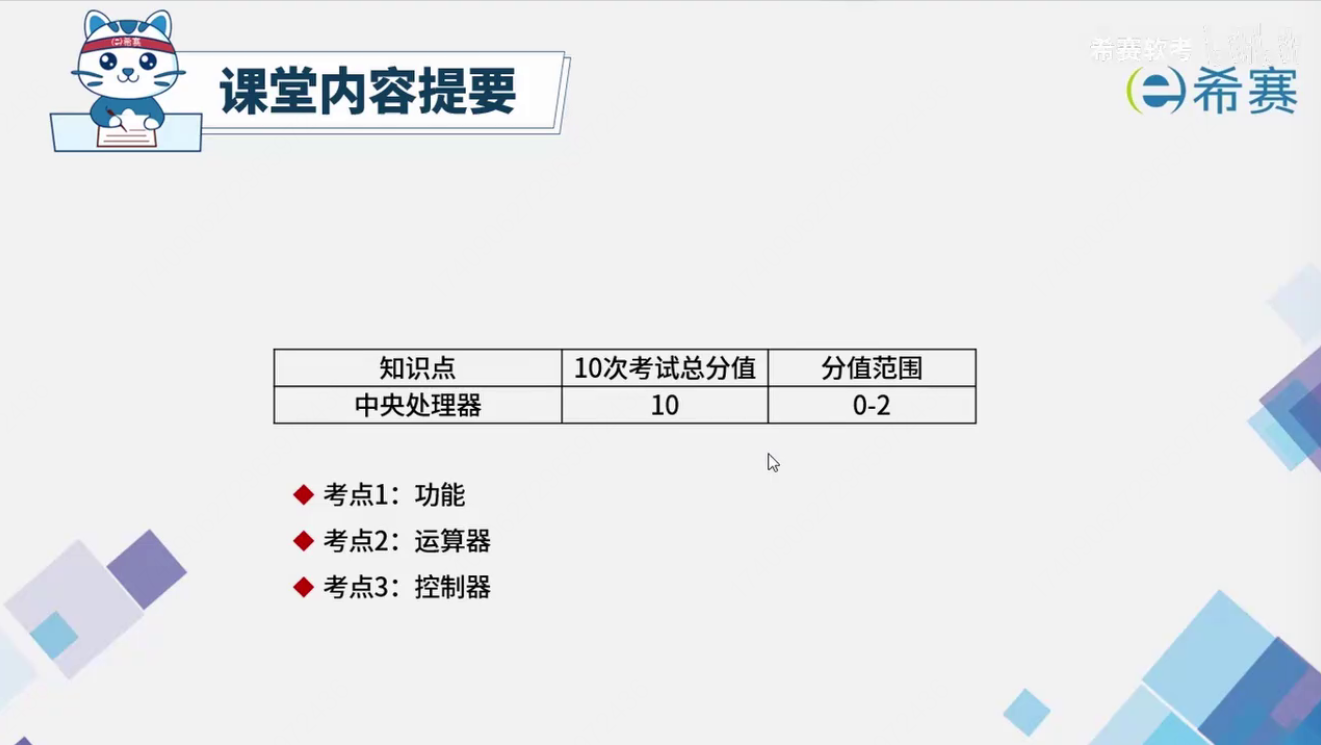 希赛
课堂内容提要
希赛软考
希赛
知识点 10次考试总分值 分值范围
中央处理器 10 0-2
考点1：功能
考点2：运算器
考点3：控制器